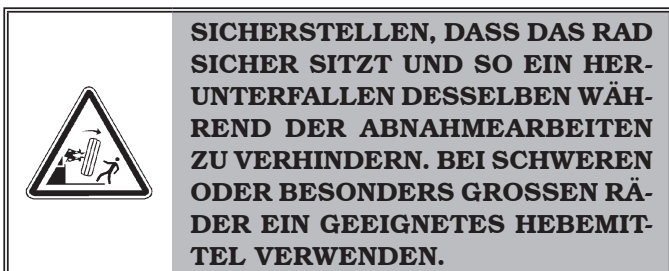 SICHERSTELLEN, DASS DAS RAD
SICHER SITZT UND SO EIN HER-
UNTERFALLEN DESSELBEN WÄH-
REND DER ABNAHMEARBEITEN
ZU VERHINDERN. BEI SCHWEREN
ODER BESONDERS GROSSEN RÄ-
DER EIN GEEIGNETES HEBEMIT-
TEL VERWENDEN.